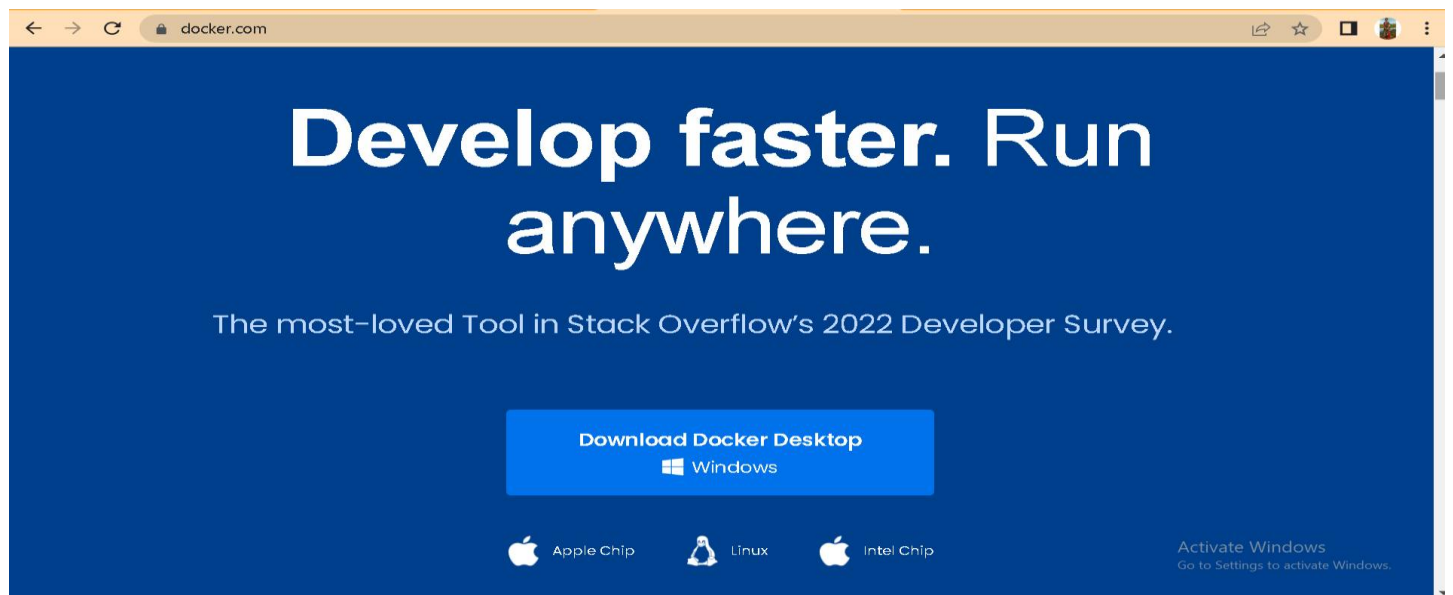 docker.com
Develop faster. Run
anywhere.
The most-loved Tool in Stack Overflow's 2022 Developer Survey.
Download Docker Desktop
Windows
Apple Chip Linux Intel Chip
Activate Windows
Go to Settings to activate Windows.